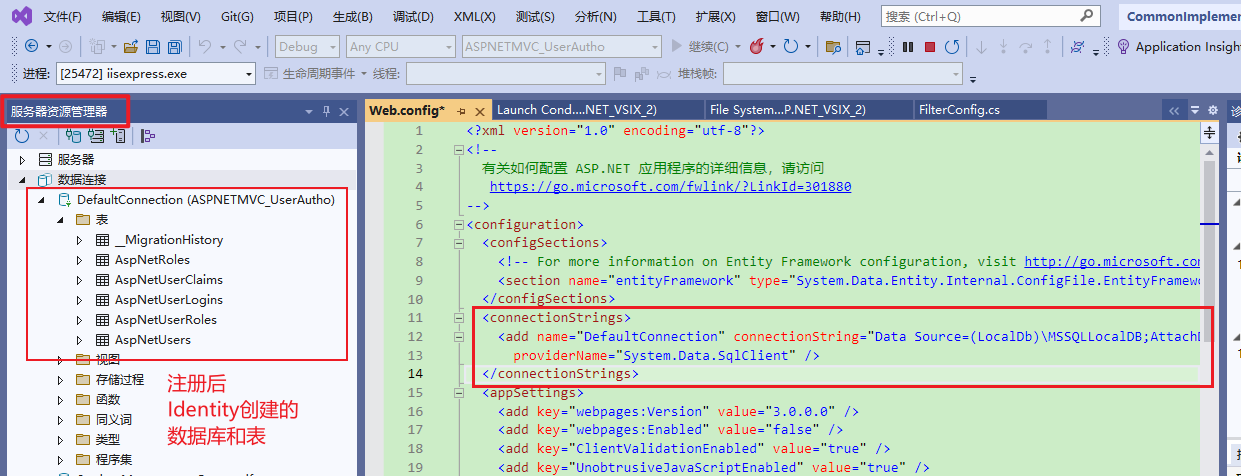 文件(F) 编辑(E) 视图(V) Git(G) 项目(P) 生成(B) 调试(D) XML(X) 测试(S) 分析(N) 工具(T) 扩展(X) 窗口(W) 帮助(H) 搜索 (Ctrl+Q) CommonImplemen
Debug Any CPU ASPNETMVC_UserAutho 继续(C) Application Insigh
进程: [25472] iisexpress.exe 生命周期事件 线程: 堆栈帧:
服务器资源管理器
服务器
数据连接
DefaultConnection (ASPNETMVC_UserAutho)
表
__MigrationHistory
AspNetRoles
AspNetUserClaims
AspNetUserLogins
AspNetUserRoles
AspNetUsers
视图
存储过程
函数
同义词
类型
程序集
注册后
Identity创建的
数据库和表
Web.config* Launch Cond....NET_VSIX_2) File System...P.NET_VSIX_2) FilterConfig.cs
1 <?xml version="1.0" encoding="utf-8"?>
2 <!--
3 有关如何配置 ASP.NET 应用程序的详细信息，请访问
4 https://go.microsoft.com/fwlink/?LinkId=301880
5 -->
6 <configuration>
7 <configSections>
8 <!-- For more information on Entity Framework configuration, visit http://go.microsoft.com
9 <section name="entityFramework" type="System.Data.Entity.Internal.ConfigFile.EntityFramewo
10 </configSections>
11 <connectionStrings>
12 <add name="DefaultConnection" connectionString="Data Source=(LocalDb)\MSSQLLocalDB;AttachD
13 providerName="System.Data.SqlClient" />
14 </connectionStrings>
15 <appSettings>
16 <add key="webpages:Version" value="3.0.0.0" />
17 <add key="webpages:Enabled" value="false" />
18 <add key="ClientValidationEnabled" value="true" />
19 <add key="UnobtrusiveJavaScriptEnabled" value="true" />